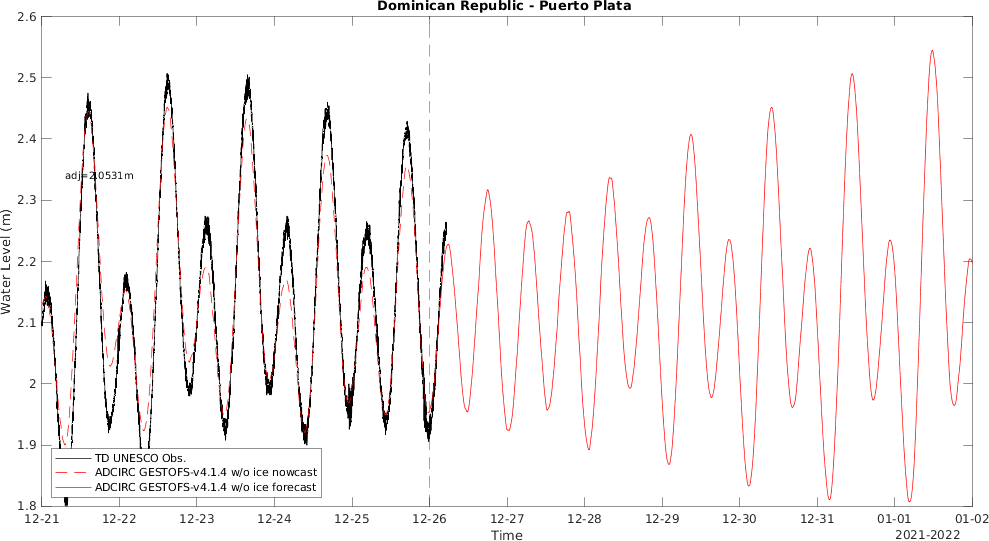 Dominican Republic - Puerto Plata
2.6
2.5
2.4
2.3
2.2
2.1
2
1.9
1.8
Water Level (m)
adj=2.0531m
TD UNESCO Obs.
ADCIRC GESTOFS-v4.1.4 w/o ice nowcast
ADCIRC GESTOFS-v4.1.4 w/o ice forecast
12-21 12-22 12-23 12-24 12-25 12-26 12-27 12-28 12-29 12-30 12-31 01-01 01-02
Time
2021-2022